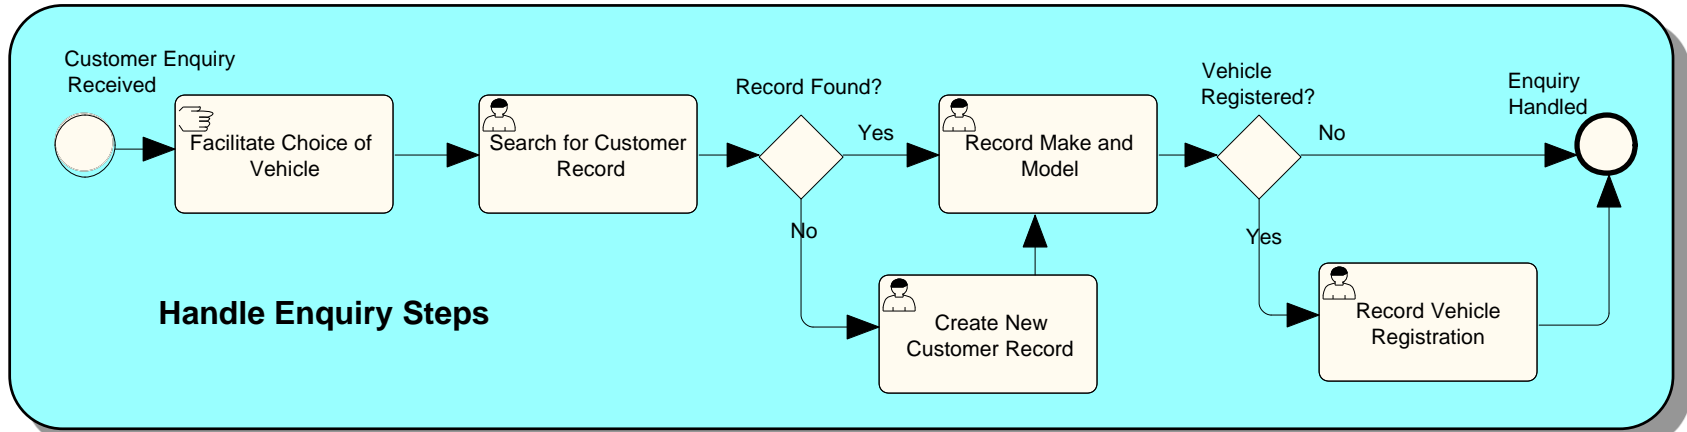 Customer Enquiry
Received
Facilitate Choice of
Vehicle
Search for Customer
Record
Record Found?
Yes
No
Create New
Customer Record
Record Make and
Model
Vehicle
Registered?
No
Yes
Record Vehicle
Registration
Enquiry
Handled
Handle Enquiry Steps